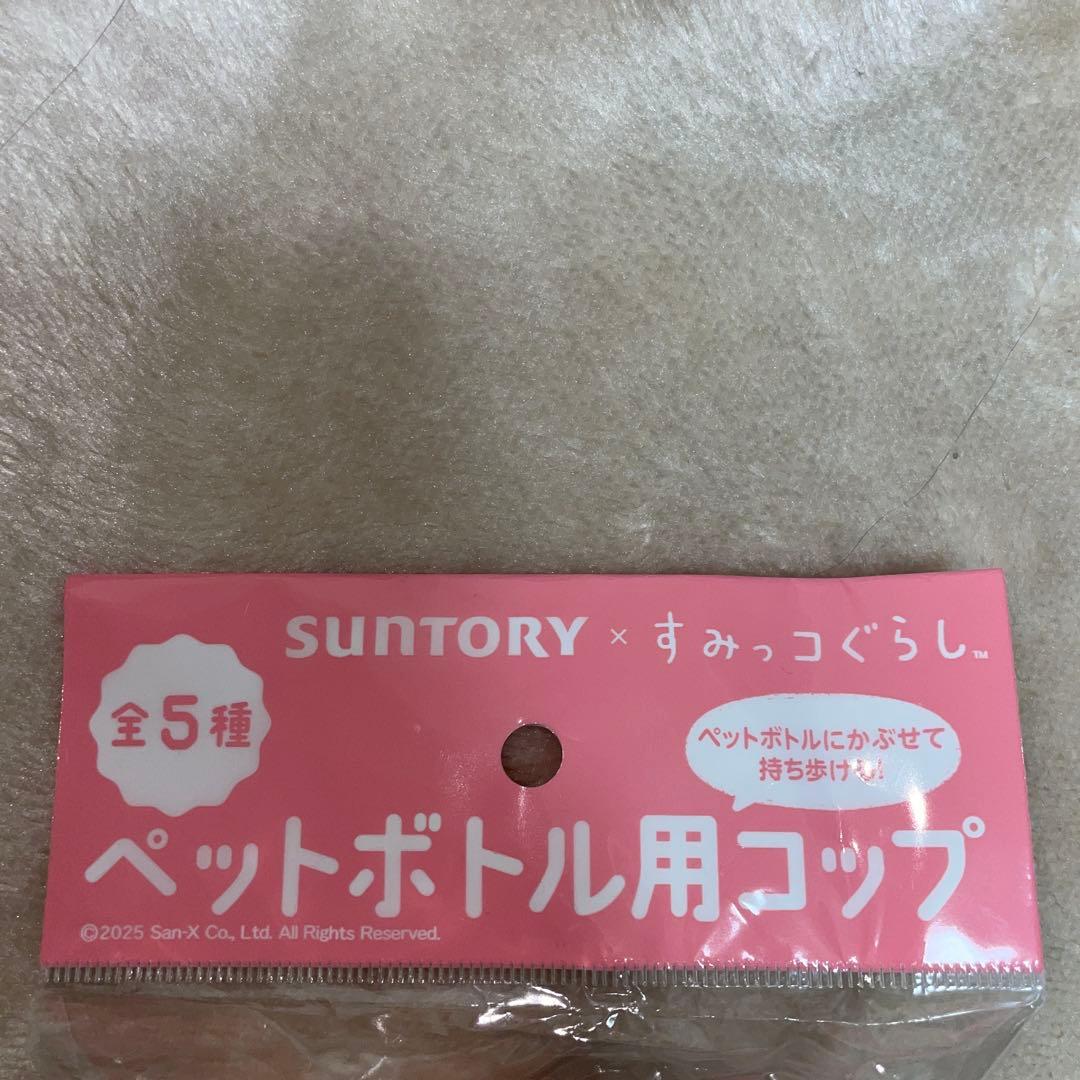 SUNTORY × すみっコぐらし™
全5種
ペットボトルにかぶせて
持ち歩ける!
ペットボトル用コップ
©2025 San-X Co., Ltd. All Rights Reserved.